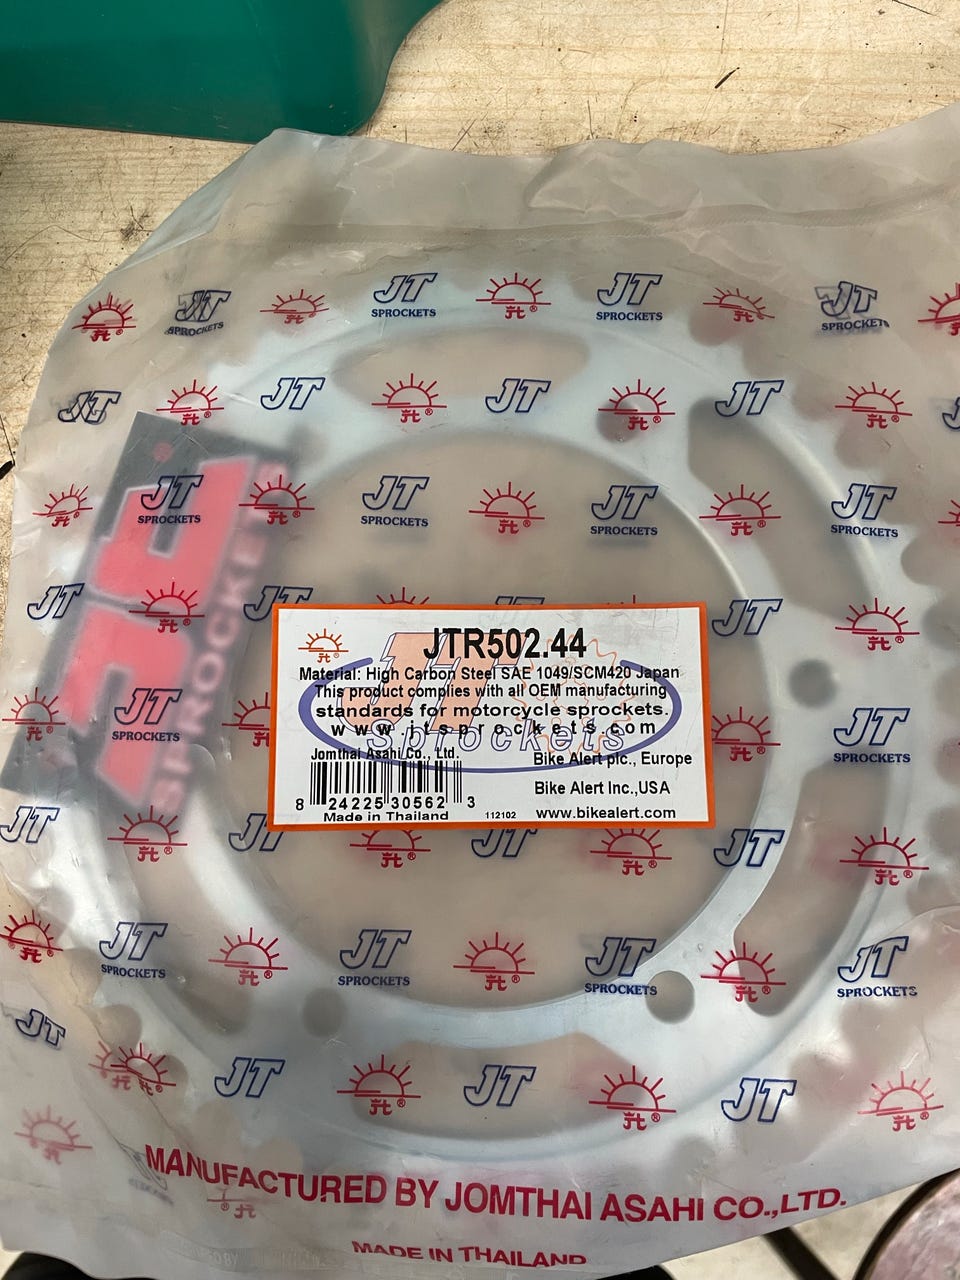 JT SPROCKETS
JTR502.44
Material: High Carbon Steel SAE 1049/SCM420 Japan
This product complies with all OEM manufacturing
standards for motorcycle sprockets.
www.jtsprockets.com
Jomthai Asahi Co., Ltd.
Bike Alert plc., Europe
Bike Alert Inc.,USA
8 24225 30562 3
Made in Thailand
112102
www.bikealert.com
MANUFACTURED BY JOMTHAI ASAHI CO.,LTD.
MADE IN THAILAND